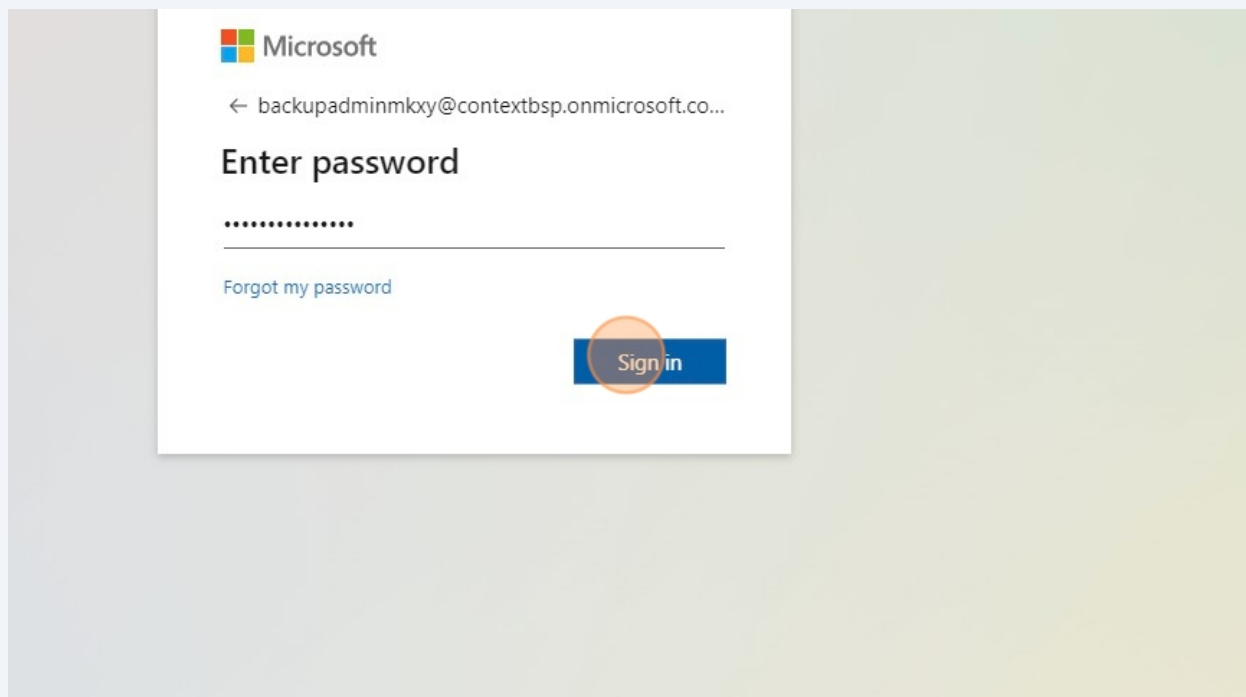 Microsoft
← backupadminmkxy@contextbsp.onmicrosoft.co...
Enter password
•••••••••••••••
Forgot my password
Sign in